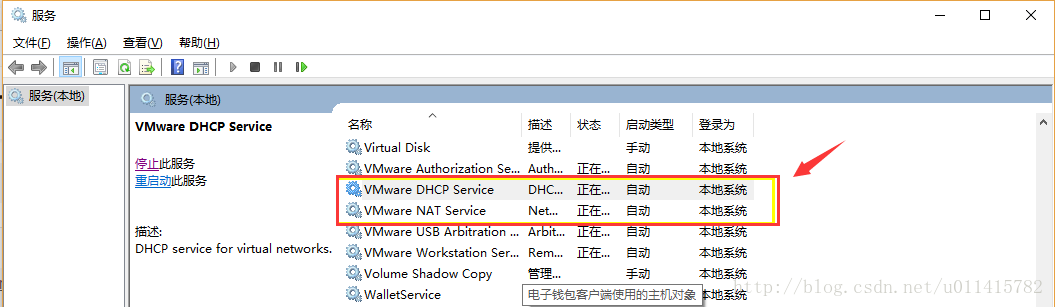 服务
文件(F) 操作(A) 查看(V) 帮助(H)
服务(本地)
服务(本地)
VMware DHCP Service
停止此服务
重启动此服务
描述:
DHCP service for virtual networks.
名称 描述 状态 启动类型 登录为
Virtual Disk 提供... 手动 本地系统
VMware Authorization Se... Auth... 正在... 自动 本地系统
VMware DHCP Service DHC... 正在... 自动 本地系统
VMware NAT Service Net... 正在... 自动 本地系统
VMware USB Arbitration ... Arbit... 正在... 自动 本地系统
VMware Workstation Ser... Rem... 正在... 自动 本地系统
Volume Shadow Copy 管理... 手动 本地系统
WalletService
电子钱包客户端使用的主机对象
http://blog.csdn.net/u011415782